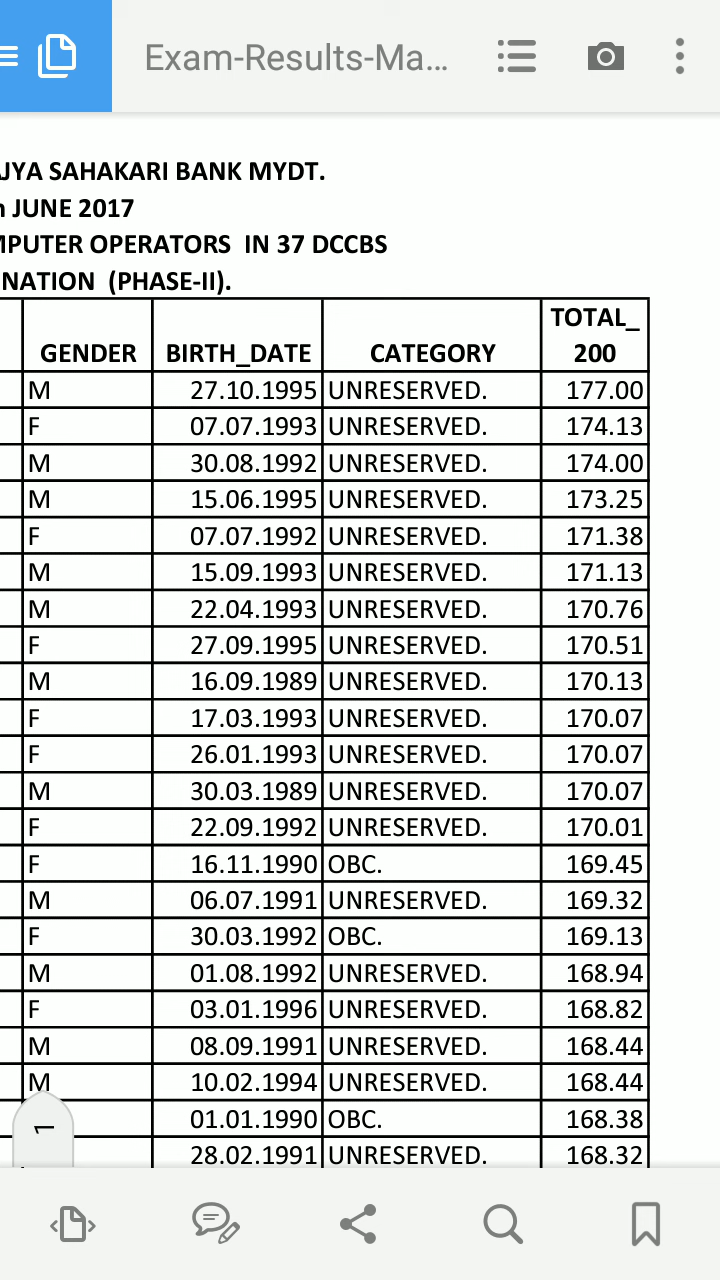 Exam-Results-Ma...
JYA SAHAKARI BANK MYDT.
JUNE 2017
MPUTER OPERATORS IN 37 DCCBS
NATION (PHASE-II).
GENDER BIRTH_DATE CATEGORY TOTAL_200
M 27.10.1995 UNRESERVED. 177.00
F 07.07.1993 UNRESERVED. 174.13
M 30.08.1992 UNRESERVED. 174.00
M 15.06.1995 UNRESERVED. 173.25
F 07.07.1992 UNRESERVED. 171.38
M 15.09.1993 UNRESERVED. 171.13
M 22.04.1993 UNRESERVED. 170.76
F 27.09.1995 UNRESERVED. 170.51
M 16.09.1989 UNRESERVED. 170.13
F 17.03.1993 UNRESERVED. 170.07
F 26.01.1993 UNRESERVED. 170.07
M 30.03.1989 UNRESERVED. 170.07
F 22.09.1992 UNRESERVED. 170.01
F 16.11.1990 OBC. 169.45
M 06.07.1991 UNRESERVED. 169.32
F 30.03.1992 OBC. 169.13
M 01.08.1992 UNRESERVED. 168.94
F 03.01.1996 UNRESERVED. 168.82
M 08.09.1991 UNRESERVED. 168.44
M 10.02.1994 UNRESERVED. 168.44
01.01.1990 OBC. 168.38
28.02.1991 UNRESERVED. 168.32
1